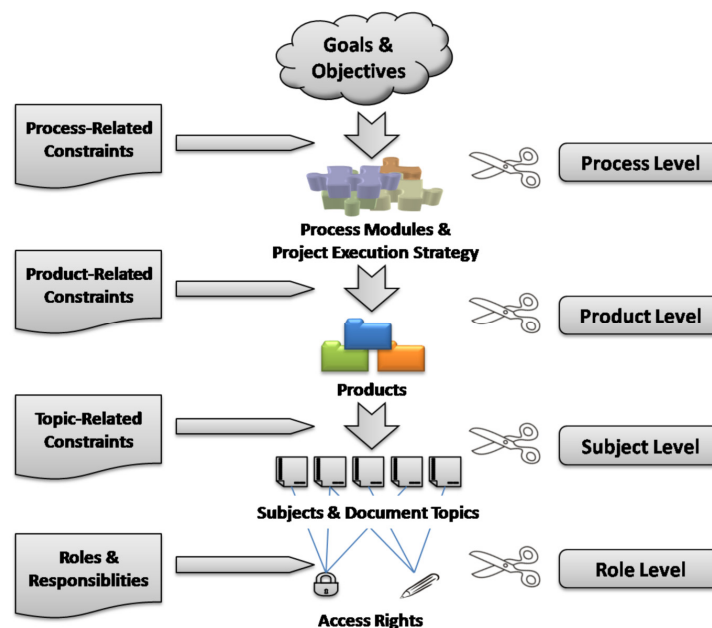 Goals &
Objectives
Process-Related
Constraints
Process Level
Process Modules &
Project Execution Strategy
Product-Related
Constraints
Product Level
Products
Topic-Related
Constraints
Subject Level
Subjects & Document Topics
Roles &
Responsiblities
Role Level
Access Rights